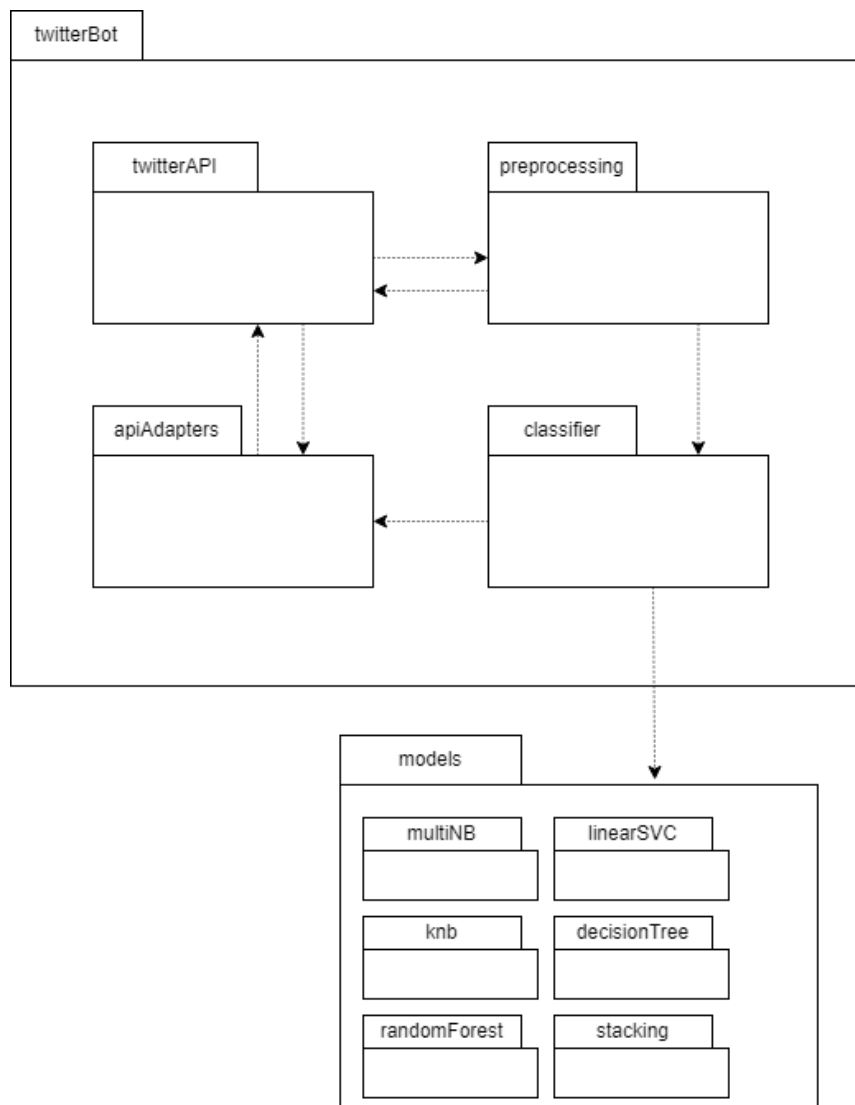 twitterBot
twitterAPI
preprocessing
apiAdapters
classifier
models
multiNB
linearSVC
knb
decisionTree
randomForest
stacking